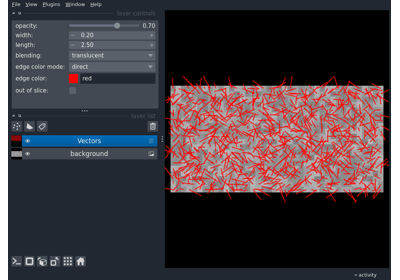 File View Plugins Window Help
layer controls
opacity: 0.70
width: 0.20
length: 2.50
blending: translucent
edge color mode: direct
edge color: red
out of slice:
layer list
Vectors
background
activity